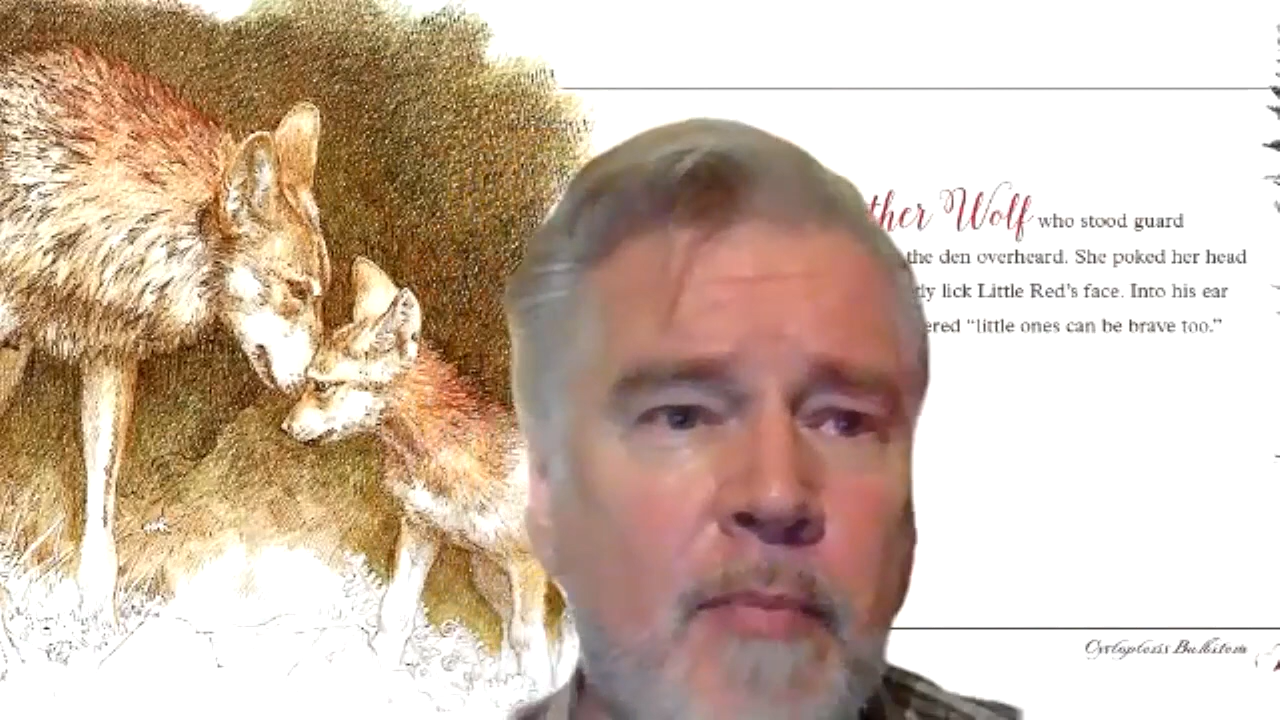 ther Wolf who stood guard
the den overheard. She poked her head
tly lick Little Red's face. Into his ear
ered “little ones can be brave too.”